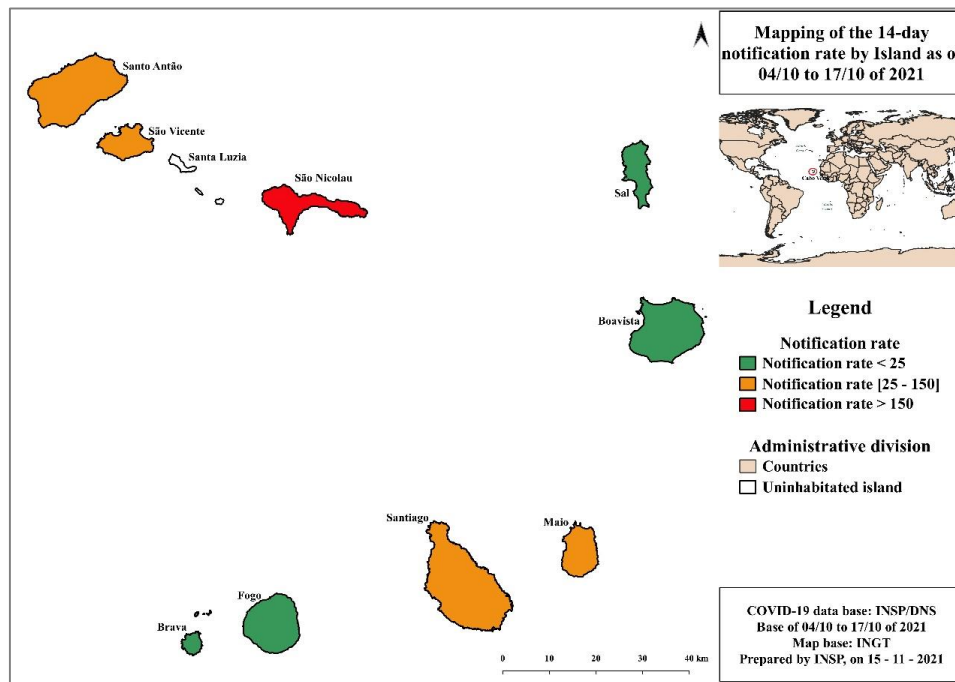 Mapping of the 14-day
notification rate by Island as o
04/10 to 17/10 of 2021
Santo Antão
São Vicente
Santa Luzia
São Nicolau
Sal
Boavista
Cabo Verde
Legend
Notification rate
Notification rate < 25
Notification rate [25 - 150]
Notification rate > 150
Administrative division
Countries
Uninhabitated island
Santiago
Maio
Fogo
Brava
0 10 20 30 40 km
COVID-19 data base: INSP/DNS
Base of 04/10 to 17/10 of 2021
Map base: INGT
Prepared by INSP, on 15 - 11 - 2021